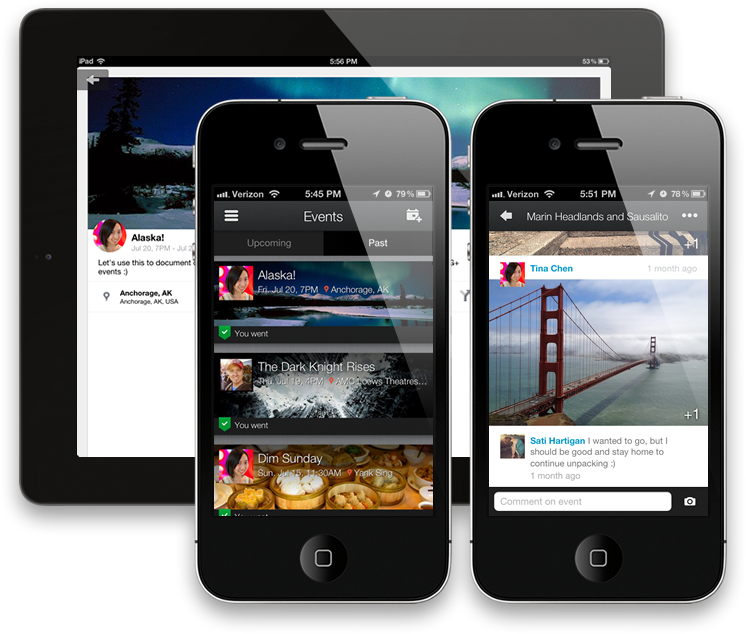 iPad 5:56 PM 53%
Alaska!
Jul 20, 7PM - Jul 2
Let's use this to document
events :)
Anchorage, AK
Anchorage, AK, USA
G+
Verizon 5:45 PM 79%
Events
Upcoming Past
Alaska!
Fri, Jul 20, 7PM Anchorage, AK
You went
The Dark Knight Rises
Thu, Jul 19, 4PM AMC Loews Theatres...
You went
Dim Sunday
Sun, Jul 15, 11:30AM Yank Sing
You went
Verizon 5:51 PM 78%
Marin Headlands and Sausalito
+1
Tina Chen 1 month ago
+1
Sati Hartigan I wanted to go, but I
should be good and stay home to
continue unpacking :)
1 month ago
Comment on event